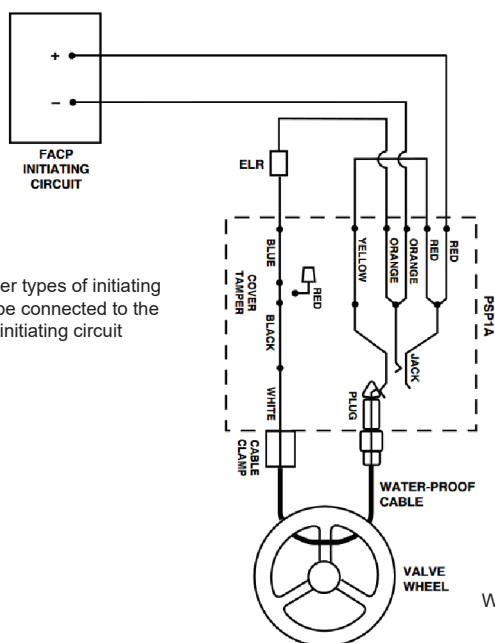 +
−
FACP
INITIATING
CIRCUIT
ELR
er types of initiating
be connected to the
initiating circuit
BLUE
YELLOW
ORANGE
ORANGE
RED
RED
COVER
TAMPER
RED
PSP1A
BLACK
JACK
WHITE
PLUG
CABLE
CLAMP
WATER-PROOF
CABLE
VALVE
WHEEL
W